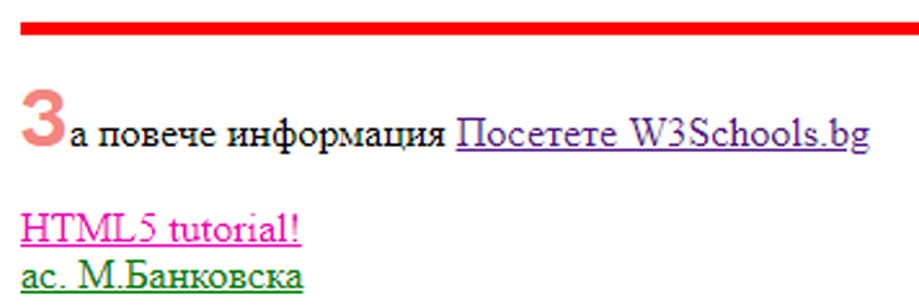 За повече информация Посетете W3Schools.bg
HTML5 tutorial!
ас. М.Банковска